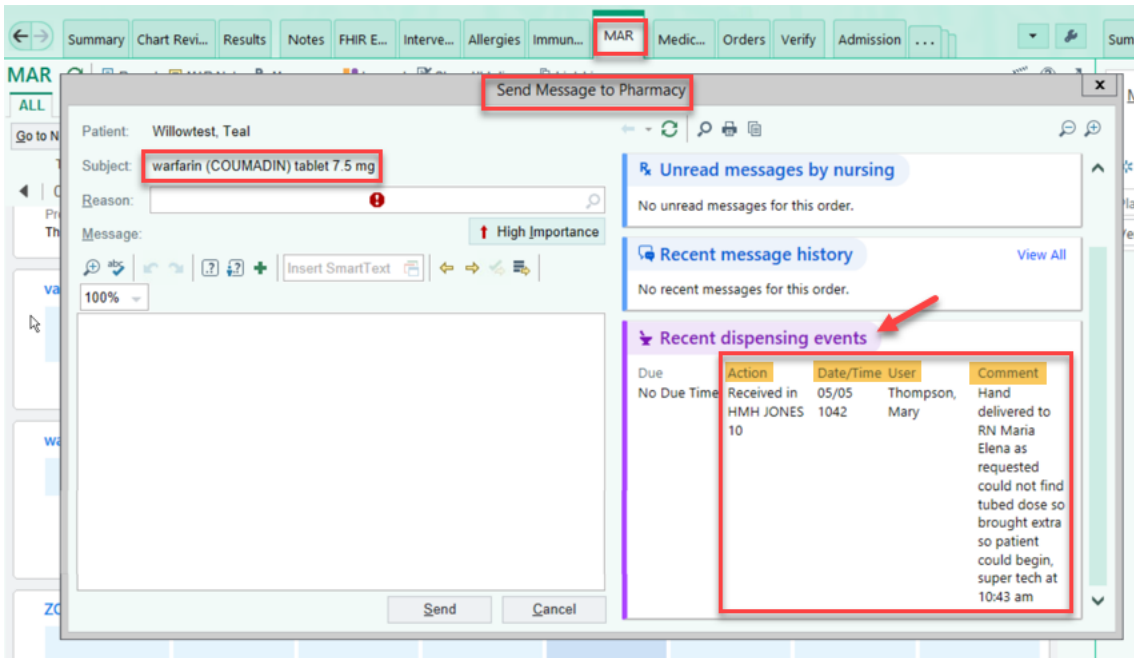 Summary Chart Revi... Results Notes FHIR E... Interve... Allergies Immun... MAR Medic... Orders Verify Admission ... Sum
MAR
Send Message to Pharmacy x
ALL
Go to N
Patient: Willowtest, Teal
Subject: warfarin (COUMADIN) tablet 7.5 mg
Reason:
Message: High Importance
Insert SmartText
100%
Send Cancel
Unread messages by nursing
No unread messages for this order.
Recent message history View All
No recent messages for this order.
Recent dispensing events
Due Action Date/Time User Comment
No Due Time Received in 05/05 Thompson, Hand
HMH JONES 1042 Mary delivered to
10 RN Maria
Elena as
requested
could not find
tubed dose so
brought extra
so patient
could begin,
super tech at
10:43 am
Th
va
wa
ZO